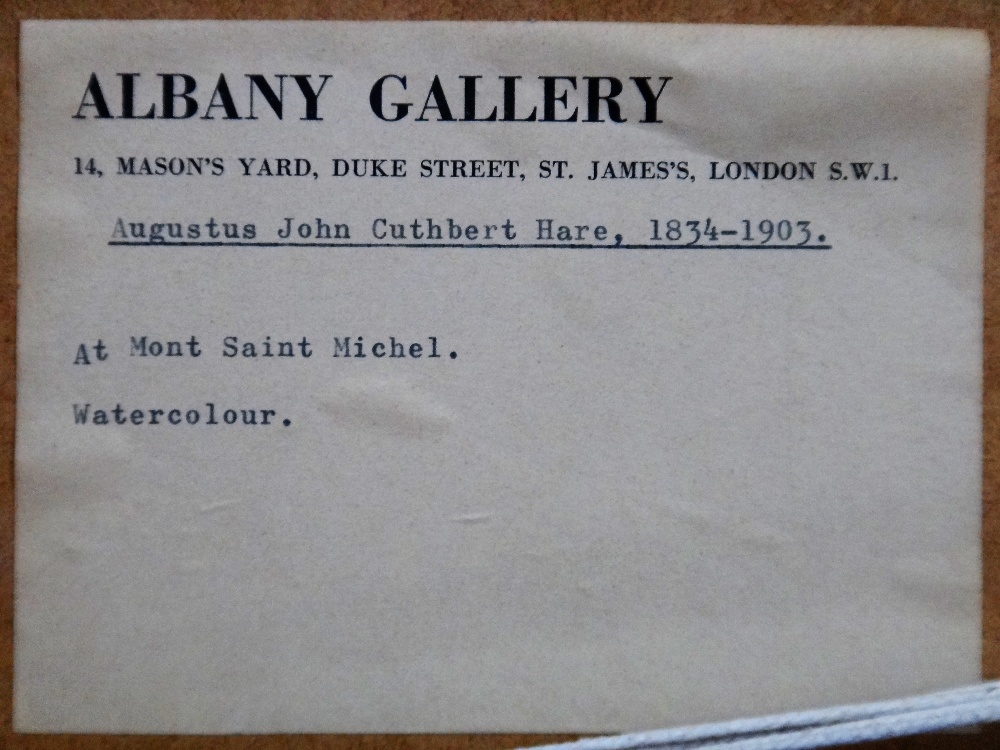 ALBANY GALLERY
14, MASON'S YARD, DUKE STREET, ST. JAMES'S, LONDON S.W.1.
Augustus John Cuthbert Hare, 1834-1903.
At Mont Saint Michel.
Watercolour.